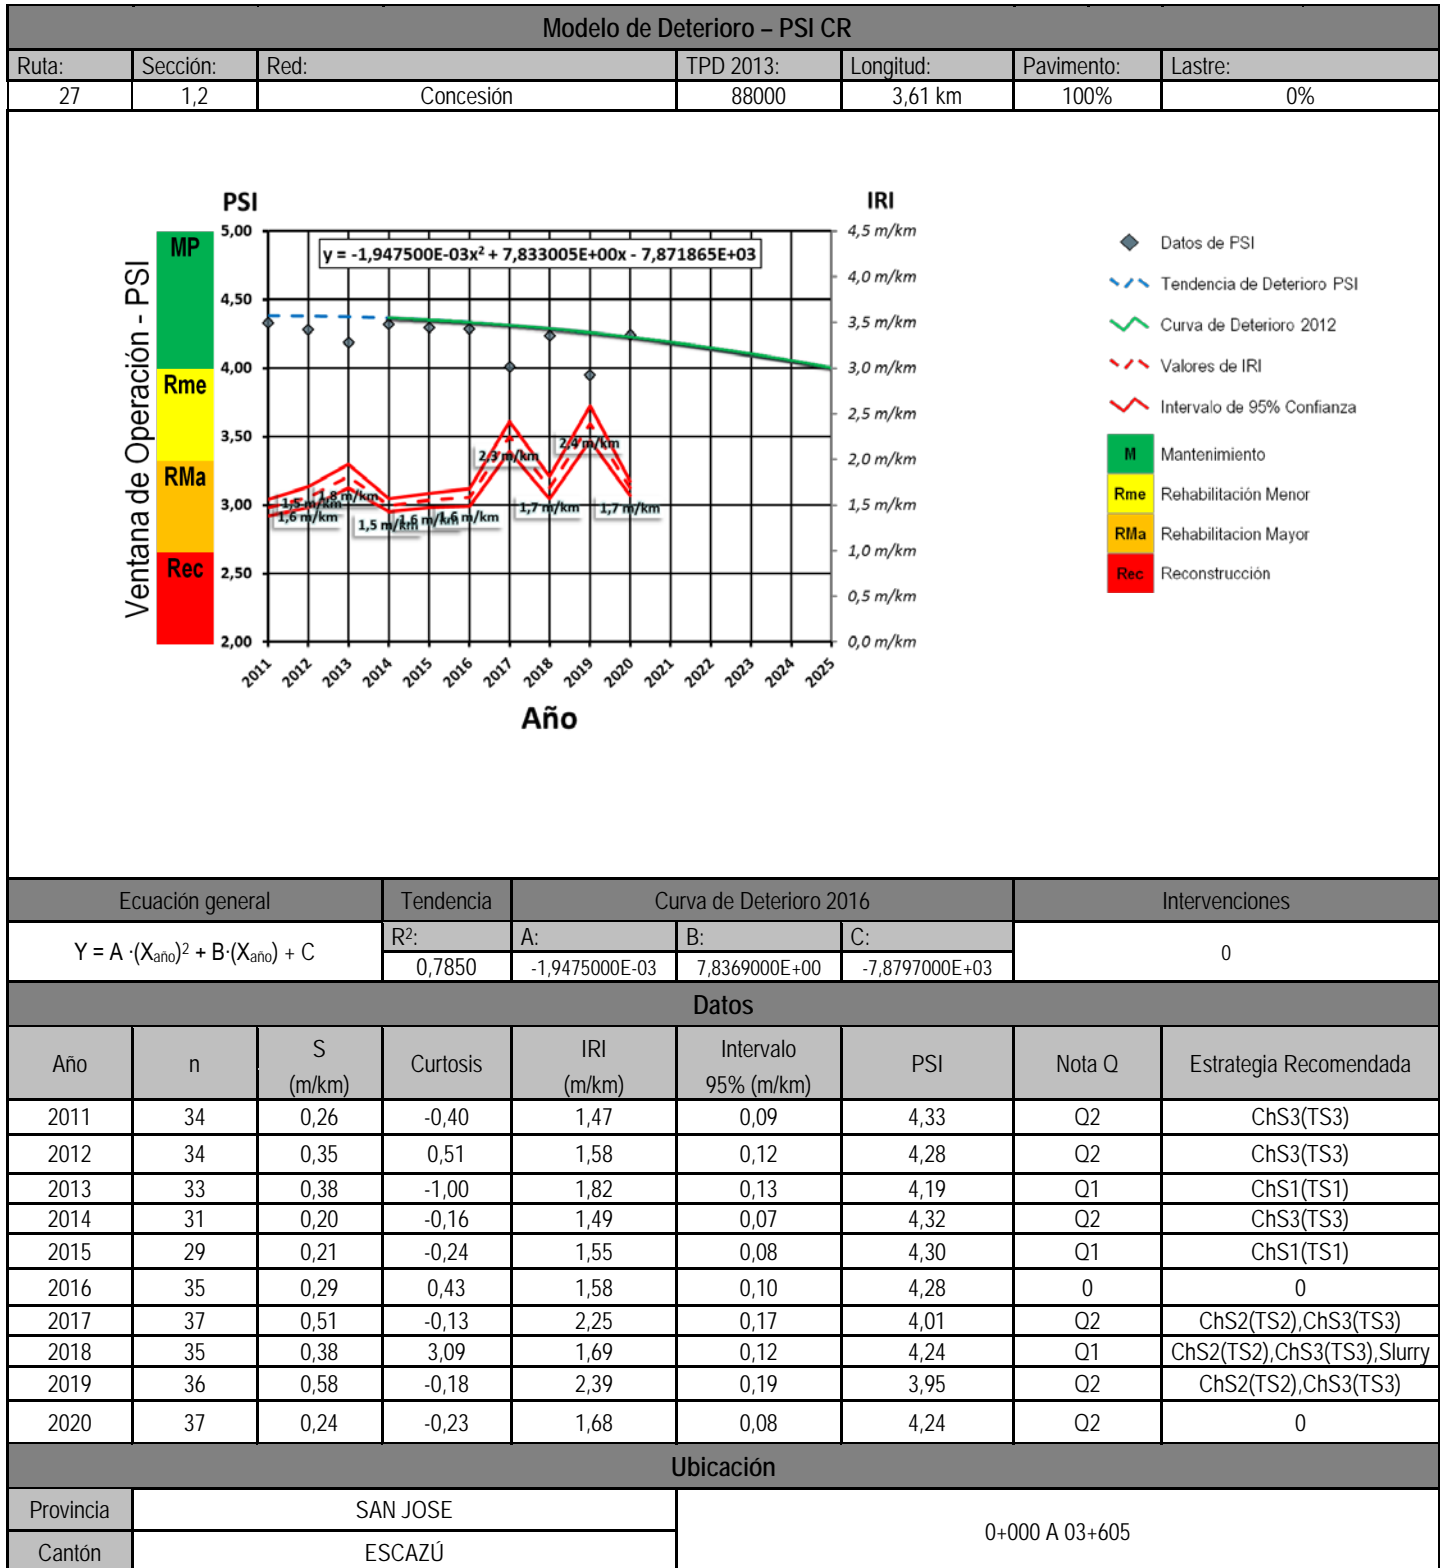 Modelo de Deterioro – PSI CR
Ruta: Sección: Red: TPD 2013: Longitud: Pavimento: Lastre:
27 1,2 Concesión 88000 3,61 km 100% 0%
PSI IRI
Ventana de Operación - PSI
MP
Rme
RMa
Rec
5,00
4,50
4,00
3,50
3,00
2,50
2,00
y = -1,947500E-03x² + 7,833005E+00x - 7,871865E+03
4,5 m/km
4,0 m/km
3,5 m/km
3,0 m/km
2,5 m/km
2,0 m/km
1,5 m/km
1,0 m/km
0,5 m/km
0,0 m/km
1,5 m/km
1,6 m/km
1,8 m/km
1,5 m/km
1,6 m/km
1,6 m/km
2,3 m/km
1,7 m/km
2,4 m/km
1,7 m/km
2011 2012 2013 2014 2015 2016 2017 2018 2019 2020 2021 2022 2023 2024 2025
Año
Datos de PSI
Tendencia de Deterioro PSI
Curva de Deterioro 2012
Valores de IRI
Intervalo de 95% Confianza
M Mantenimiento
Rme Rehabilitación Menor
RMa Rehabilitacion Mayor
Rec Reconstrucción
Ecuación general Tendencia Curva de Deterioro 2016 Intervenciones
Y = A ·(Xaño)² + B·(Xaño) + C R²: A: B: C: 0
0,7850 -1,9475000E-03 7,8369000E+00 -7,8797000E+03
Datos
Año n S (m/km) Curtosis IRI (m/km) Intervalo 95% (m/km) PSI Nota Q Estrategia Recomendada
2011 34 0,26 -0,40 1,47 0,09 4,33 Q2 ChS3(TS3)
2012 34 0,35 0,51 1,58 0,12 4,28 Q2 ChS3(TS3)
2013 33 0,38 -1,00 1,82 0,13 4,19 Q1 ChS1(TS1)
2014 31 0,20 -0,16 1,49 0,07 4,32 Q2 ChS3(TS3)
2015 29 0,21 -0,24 1,55 0,08 4,30 Q1 ChS1(TS1)
2016 35 0,29 0,43 1,58 0,10 4,28 0 0
2017 37 0,51 -0,13 2,25 0,17 4,01 Q2 ChS2(TS2),ChS3(TS3)
2018 35 0,38 3,09 1,69 0,12 4,24 Q1 ChS2(TS2),ChS3(TS3),Slurry
2019 36 0,58 -0,18 2,39 0,19 3,95 Q2 ChS2(TS2),ChS3(TS3)
2020 37 0,24 -0,23 1,68 0,08 4,24 Q2 0
Ubicación
Provincia SAN JOSE
0+000 A 03+605
Cantón ESCAZÚ